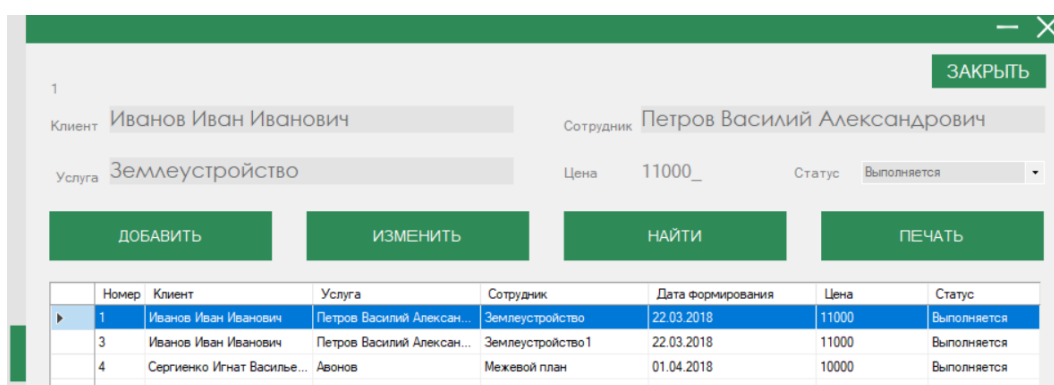 ЗАКРЫТЬ
1
Клиент Иванов Иван Иванович Сотрудник Петров Василий Александрович
Услуга Землеустройство Цена 11000_ Статус Выполняется
ДОБАВИТЬ ИЗМЕНИТЬ НАЙТИ ПЕЧАТЬ
Номер Клиент Услуга Сотрудник Дата формирования Цена Статус
1 Иванов Иван Иванович Петров Василий Алексан... Землеустройство 22.03.2018 11000 Выполняется
3 Иванов Иван Иванович Петров Василий Алексан... Землеустройство1 22.03.2018 11000 Выполняется
4 Сергиенко Игнат Василье... Авонов Межевой план 01.04.2018 10000 Выполняется